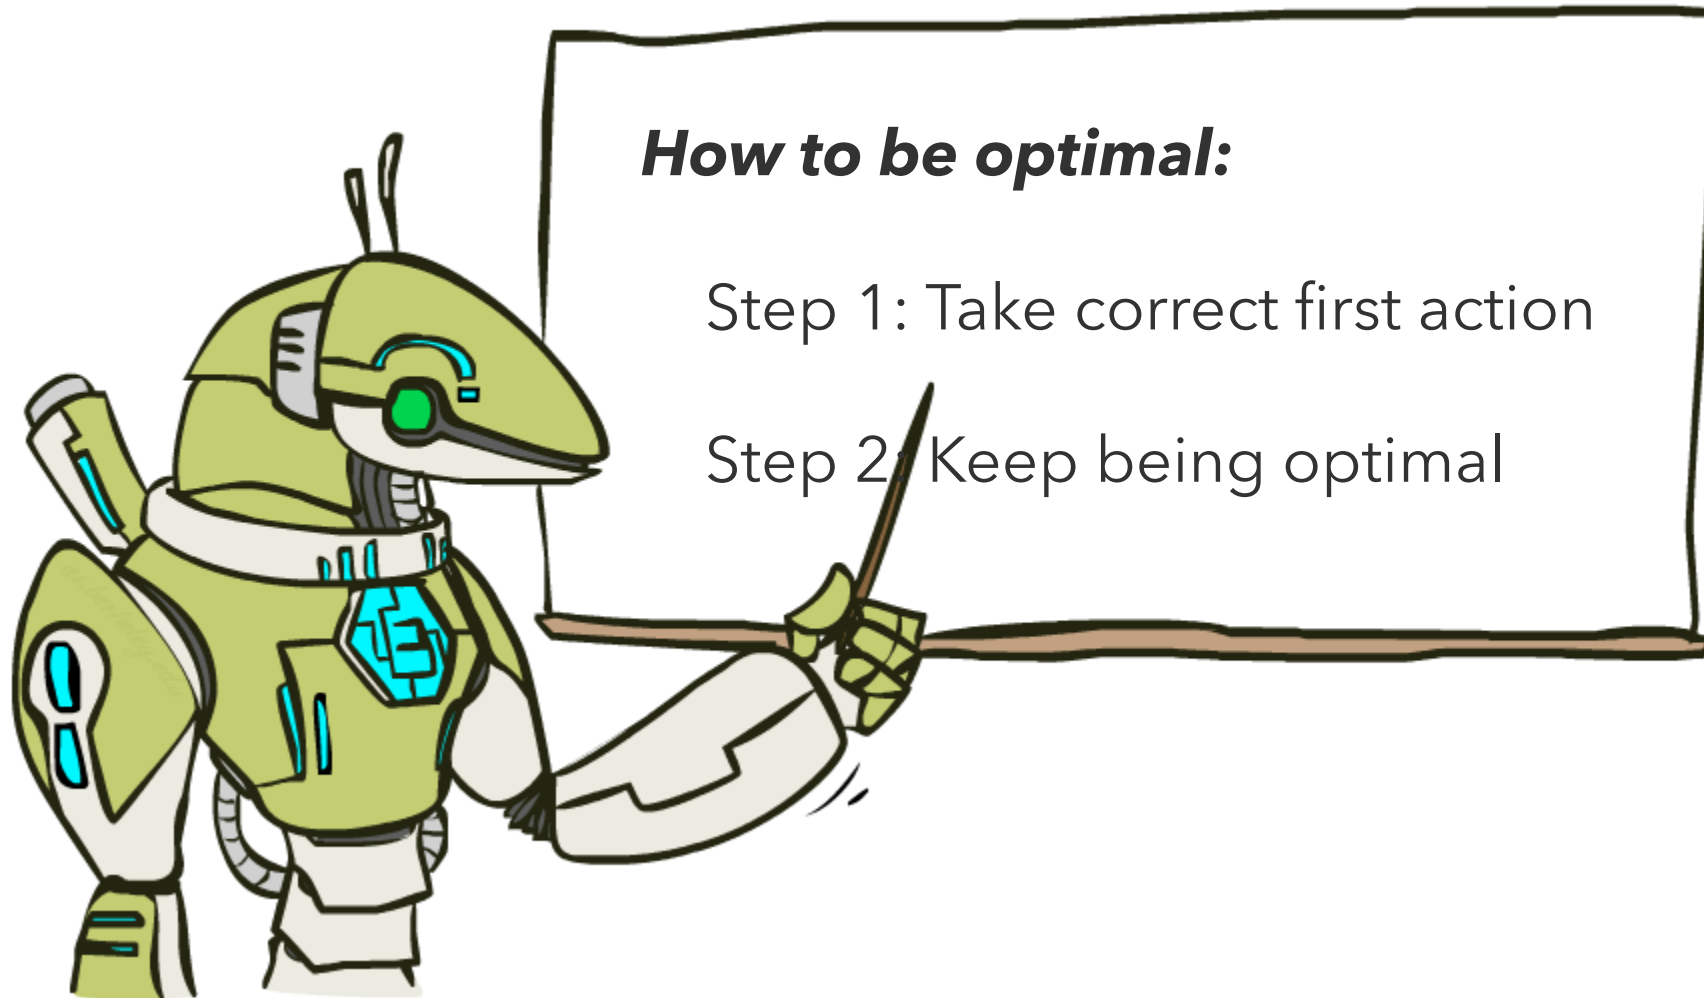 How to be optimal:
Step 1: Take correct first action
Step 2: Keep being optimal